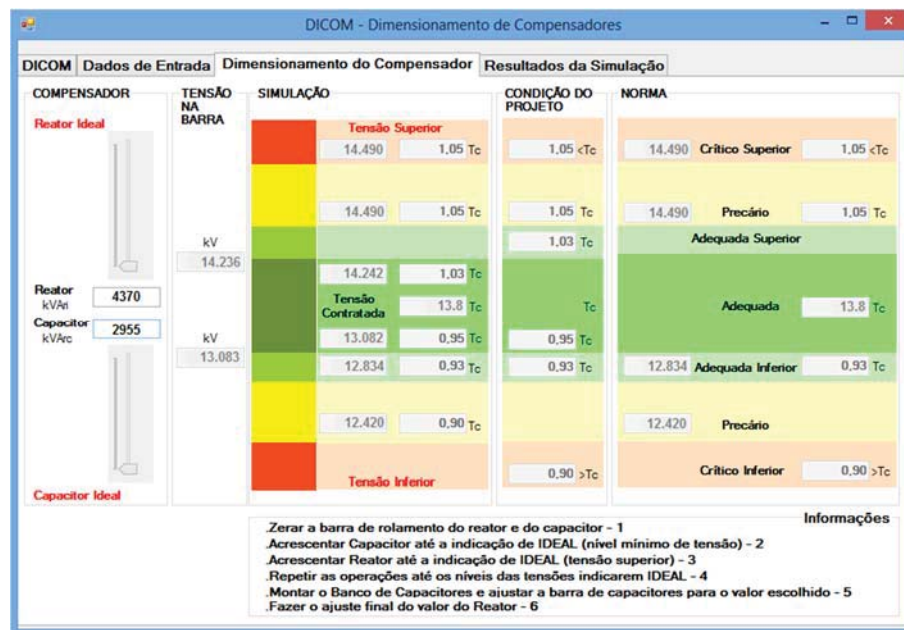 DICOM - Dimensionamento de Compensadores
DICOM Dados de Entrada Dimensionamento do Compensador Resultados da Simulação
COMPENSADOR
Reator Ideal
Reator
kVAri
4370
Capacitor
kVArc
2955
Capacitor Ideal
TENSÃO
NA
BARRA
kV
14.236
kV
13.083
SIMULAÇÃO
Tensão Superior
14.490 1,05 Tc
14.490 1,05 Tc
14.242 1,03 Tc
Tensão
Contratada
13.8 Tc
13.082 0,95 Tc
12.834 0,93 Tc
12.420 0,90 Tc
Tensão Inferior
CONDIÇÃO DO
PROJETO
1,05 <Tc
1,05 Tc
1,03 Tc
Tc
0,95 Tc
0,93 Tc
0,90 >Tc
NORMA
14.490 Crítico Superior 1,05 <Tc
14.490 Precário 1,05 Tc
Adequada Superior
Adequada 13.8 Tc
12.834 Adequada Inferior 0,93 Tc
12.420 Precário
Crítico Inferior 0,90 >Tc
Informações
.Zerar a barra de rolamento do reator e do capacitor - 1
.Acrescentar Capacitor até a indicação de IDEAL (nível mínimo de tensão) - 2
.Acrescentar Reator até a indicação de IDEAL (tensão superior) - 3
.Repetir as operações até os níveis das tensões indicarem IDEAL - 4
.Montar o Banco de Capacitores e ajustar a barra de capacitores para o valor escolhido - 5
.Fazer o ajuste final do valor do Reator - 6